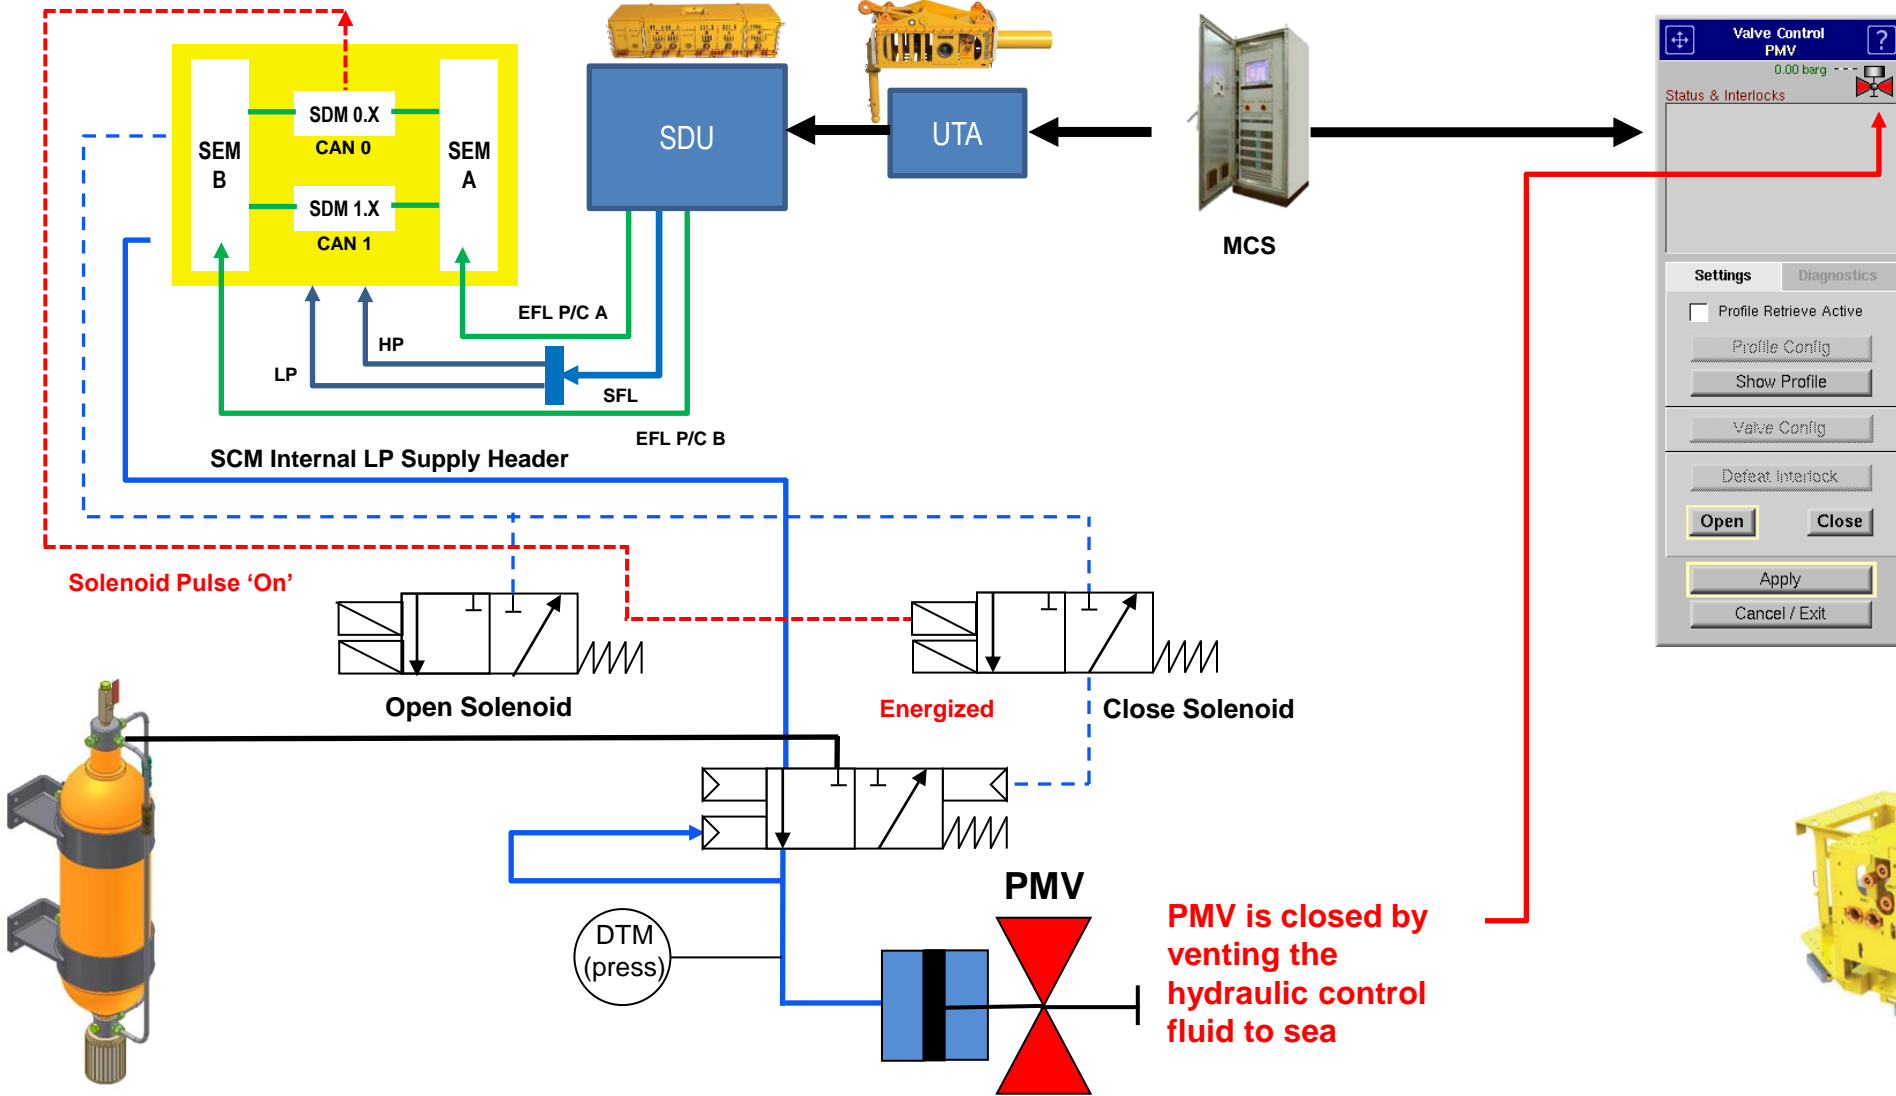 SDM 0.X
CAN 0
SEM
B
SEM
A
SDM 1.X
CAN 1
SDU
UTA
MCS
Valve Control
PMV
?
0.00 barg
Status & Interlocks
Settings
Diagnostics
Profile Retrieve Active
Profile Config
Show Profile
Valve Config
Defeat Interlock
Open
Close
Apply
Cancel / Exit
EFL P/C A
HP
LP
SFL
EFL P/C B
SCM Internal LP Supply Header
Solenoid Pulse ‘On’
Open Solenoid
Energized
Close Solenoid
PMV
DTM
(press)
PMV is closed by
venting the
hydraulic control
fluid to sea